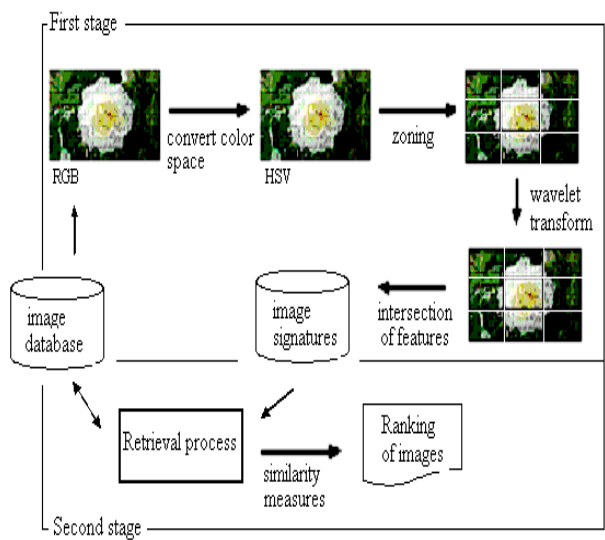 First stage
RGB
convert color
space
HSV
zoning
wavelet
transform
image
database
image
signatures
intersection
of features
Retrieval process
similarity
measures
Ranking
of images
Second stage